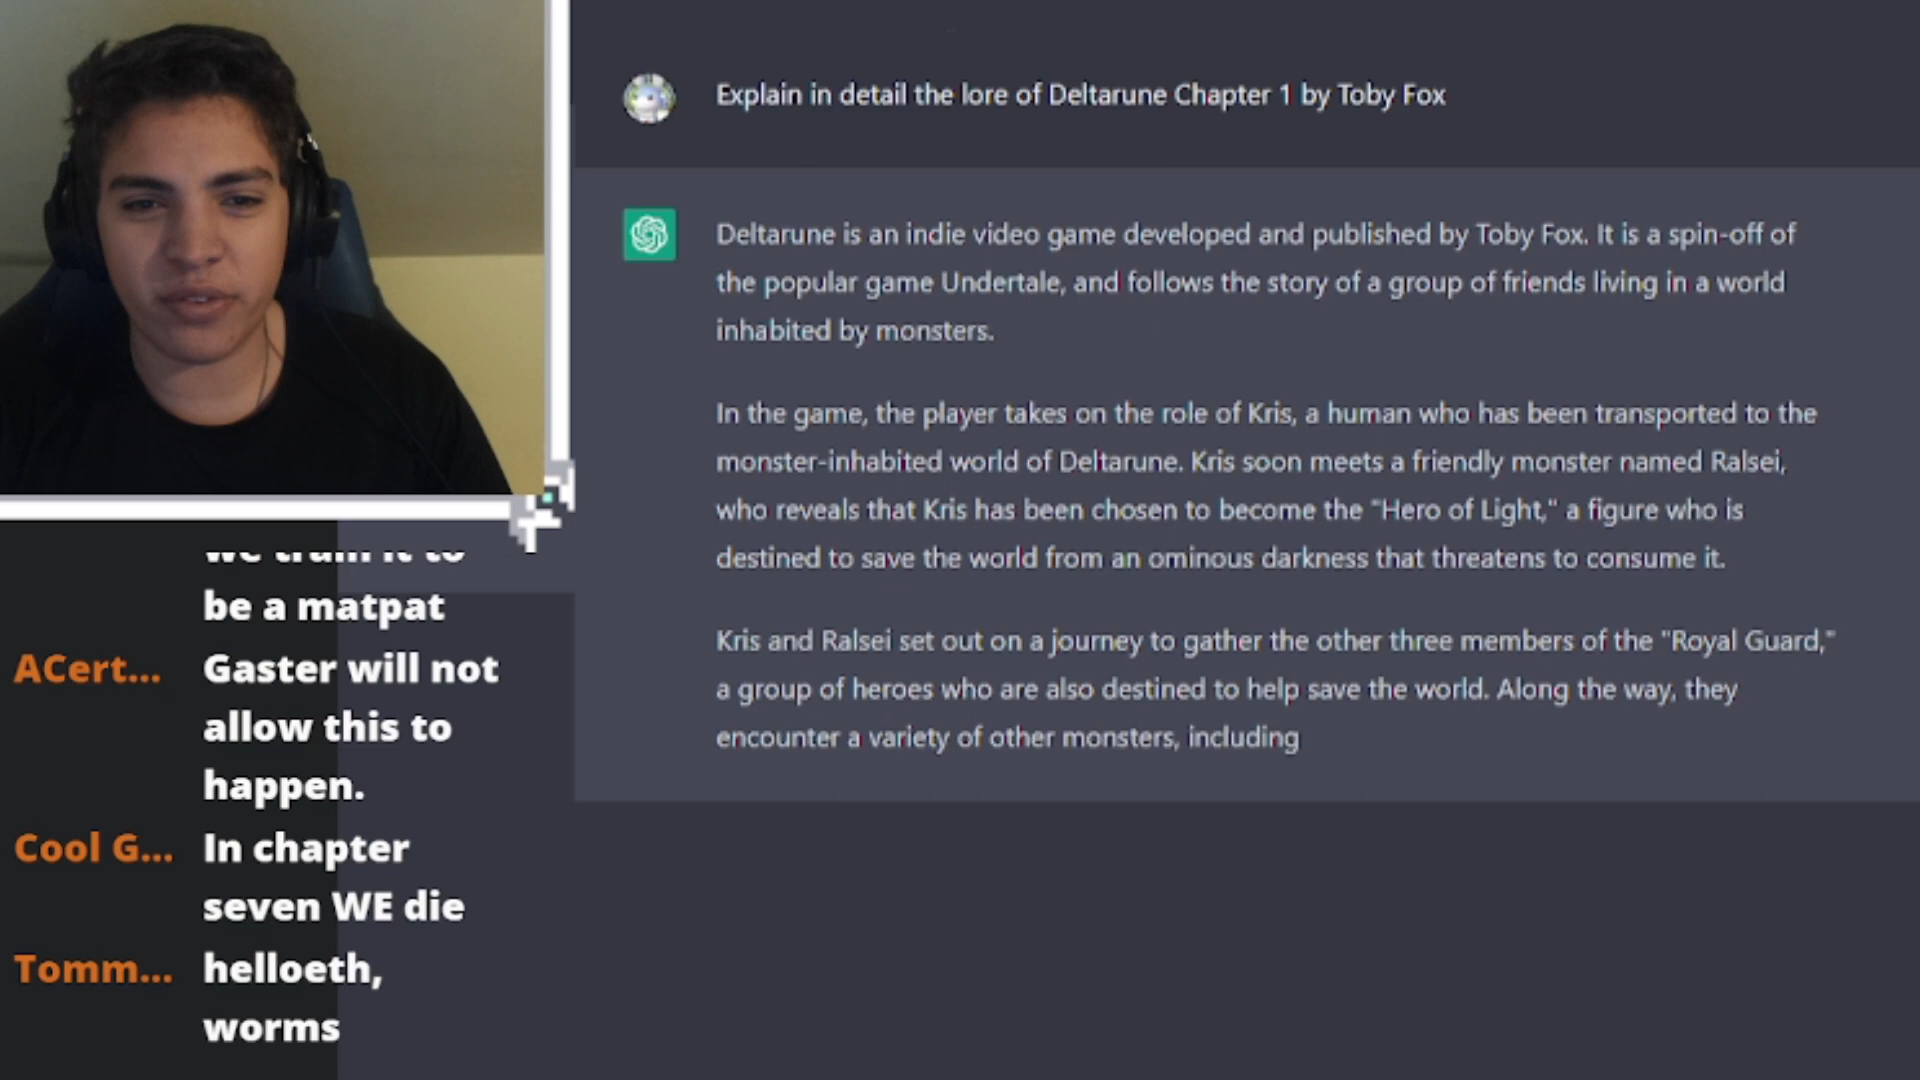 Explain in detail the lore of Deltarune Chapter 1 by Toby Fox
Deltarune is an indie video game developed and published by Toby Fox. It is a spin-off of
the popular game Undertale, and follows the story of a group of friends living in a world
inhabited by monsters.
In the game, the player takes on the role of Kris, a human who has been transported to the
monster-inhabited world of Deltarune. Kris soon meets a friendly monster named Ralsei,
who reveals that Kris has been chosen to become the "Hero of Light," a figure who is
destined to save the world from an ominous darkness that threatens to consume it.
Kris and Ralsei set out on a journey to gather the other three members of the "Royal Guard,"
a group of heroes who are also destined to help save the world. Along the way, they
encounter a variety of other monsters, including
we train it to
be a matpat
ACert... Gaster will not
allow this to
happen.
Cool G... In chapter
seven WE die
Tomm... helloeth,
worms